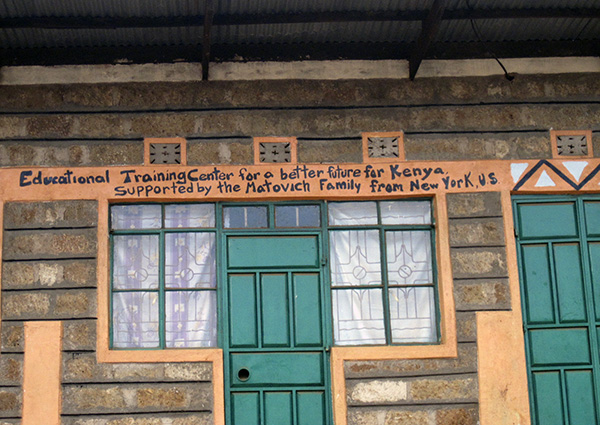 Educational Training Center for a better future for Kenya,
Supported by the Matovich Family from New York, U.S.